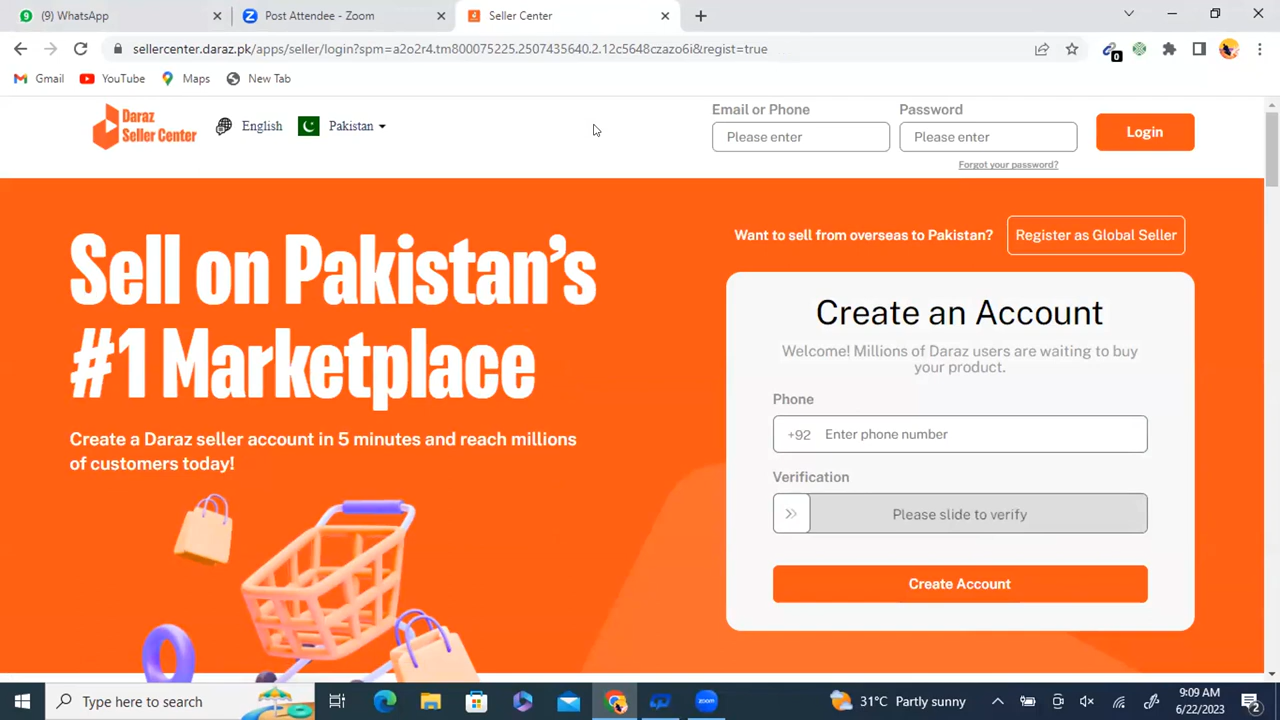 (9) WhatsApp
Post Attendee - Zoom
Seller Center
sellercenter.daraz.pk/apps/seller/login?spm=a2o2r4.tm800075225.2507435640.2.12c5648czazo6i&regist=true
0
Gmail
YouTube
Maps
New Tab
Daraz
Seller Center
English
Pakistan
Email or Phone
Please enter
Password
Please enter
Login
Forgot your password?
Sell on Pakistan's
#1 Marketplace
Create a Daraz seller account in 5 minutes and reach millions
of customers today!
Want to sell from overseas to Pakistan?
Register as Global Seller
Create an Account
Welcome! Millions of Daraz users are waiting to buy
your product.
Phone
+92 Enter phone number
Verification
Please slide to verify
Create Account
Type here to search
31°C Partly sunny
9:09 AM
6/22/2023
2